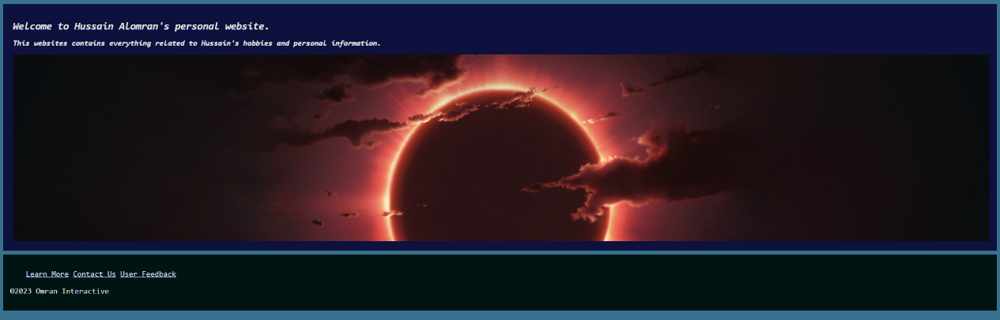 Welcome to Hussain Alomran's personal website.
This websites contains everything related to Hussain's hobbies and personal information.
Learn More Contact Us User Feedback
©2023 Omran Interactive